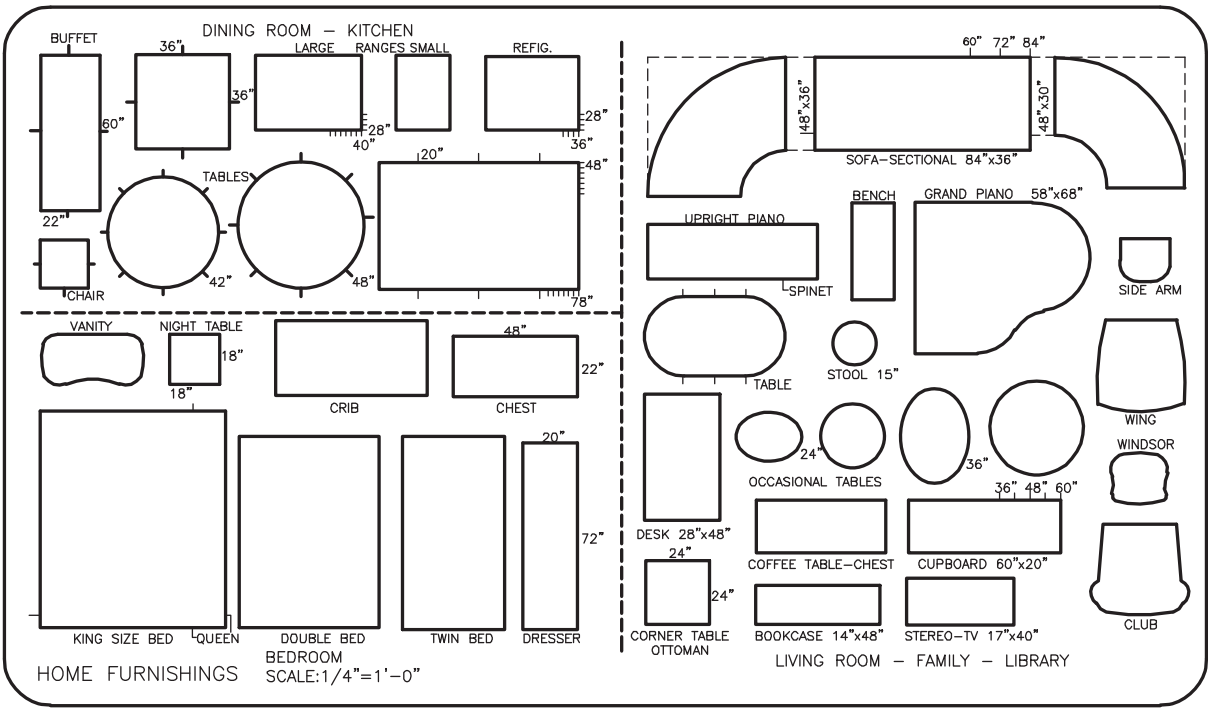 DINING ROOM – KITCHEN
BUFFET
36”
LARGE
RANGES
SMALL
REFIG.
60”
36”
28”
40”
28”
36”
22”
TABLES
20”
48”
CHAIR
42”
48”
78”
VANITY
NIGHT TABLE
18”
18”
CRIB
48”
22”
CHEST
20”
72”
KING SIZE BED
QUEEN
DOUBLE BED
TWIN BED
DRESSER
HOME FURNISHINGS
BEDROOM
SCALE:1/4”=1'-0”
60”
72”
84”
48”x36”
48”x30”
SOFA–SECTIONAL 84”x36”
UPRIGHT PIANO
SPINET
BENCH
GRAND PIANO
58”x68”
SIDE ARM
TABLE
STOOL 15”
WING
24”
36”
OCCASIONAL TABLES
WINDSOR
DESK 28”x48”
COFFEE TABLE–CHEST
36”
48”
60”
CUPBOARD 60”x20”
24”
24”
CORNER TABLE
OTTOMAN
BOOKCASE 14”x48”
STEREO–TV 17”x40”
CLUB
LIVING ROOM – FAMILY – LIBRARY